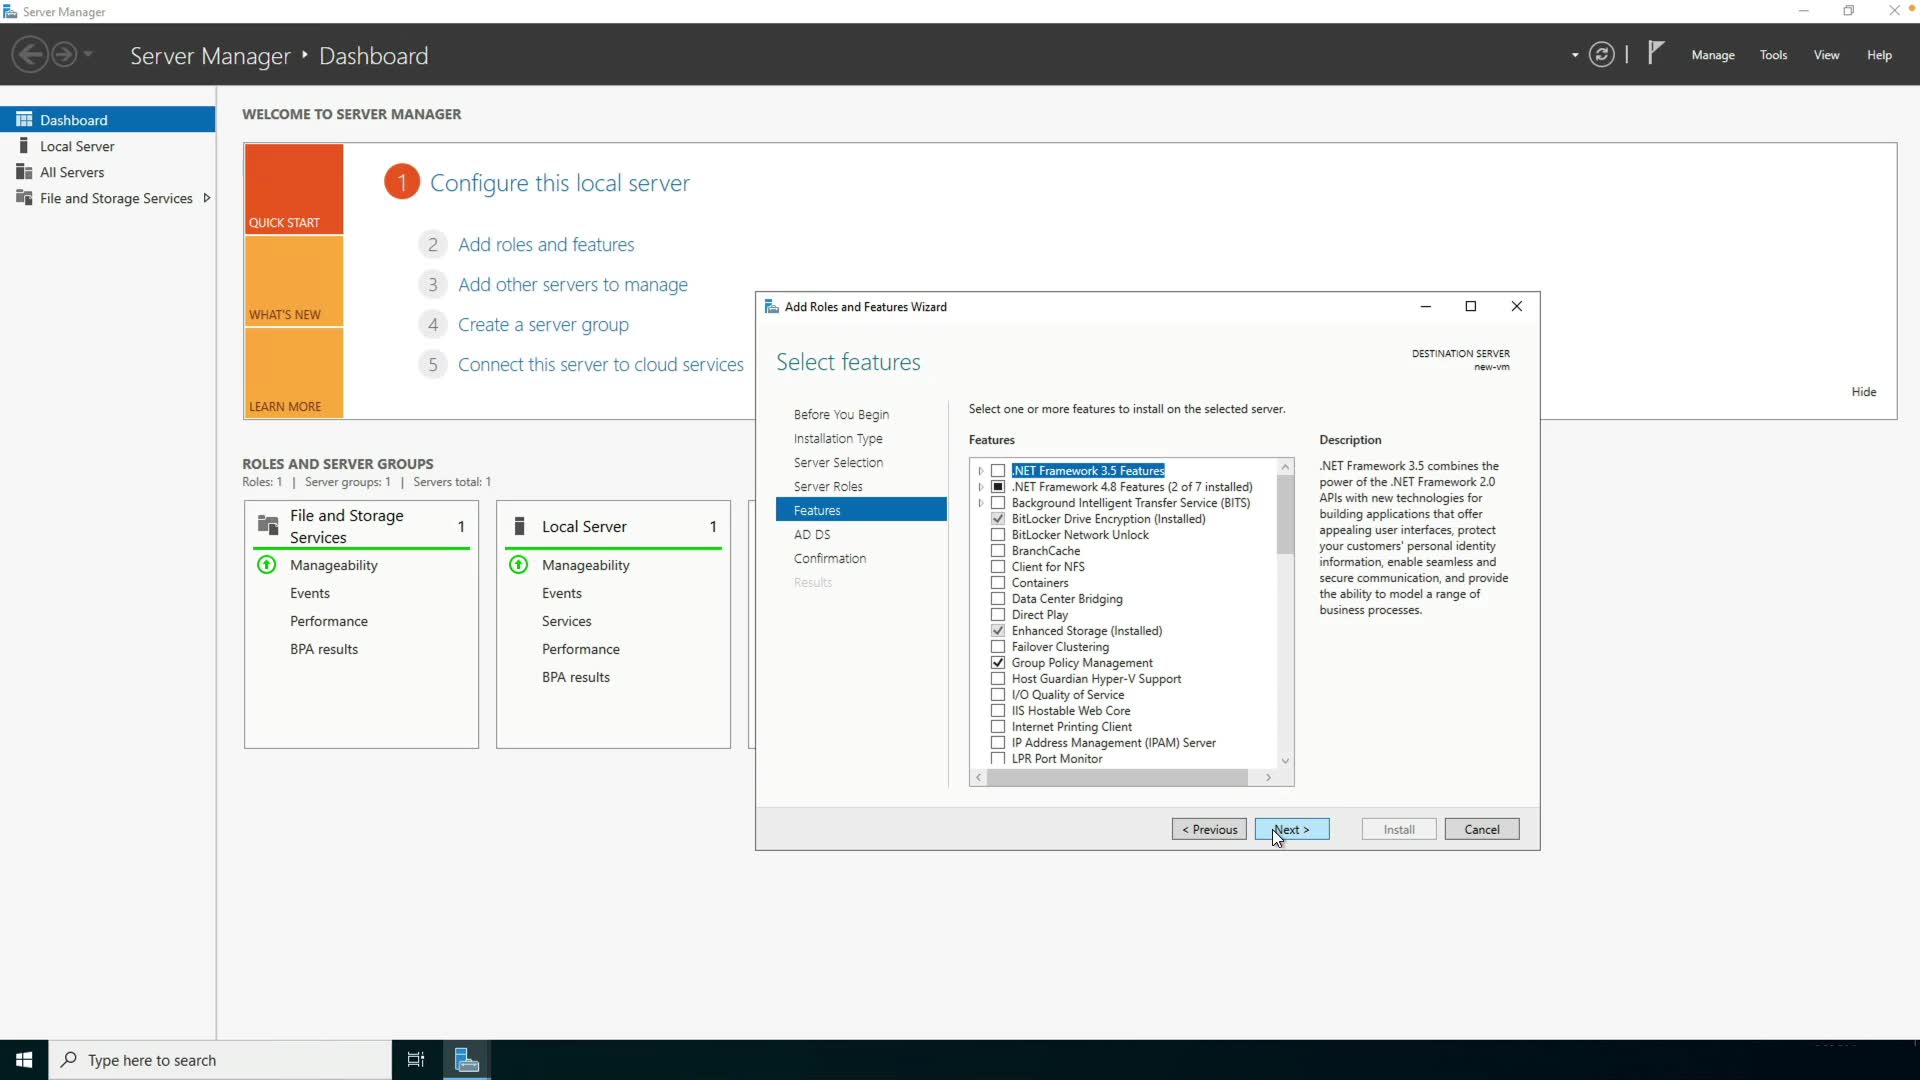 Server Manager
Server Manager ‣ Dashboard
Manage
Tools
View
Help
Dashboard
Local Server
All Servers
File and Storage Services
WELCOME TO SERVER MANAGER
QUICK START
WHAT'S NEW
LEARN MORE
1 Configure this local server
2 Add roles and features
3 Add other servers to manage
4 Create a server group
5 Connect this server to cloud services
Hide
ROLES AND SERVER GROUPS
Roles: 1 | Server groups: 1 | Servers total: 1
File and Storage
Services
1
Manageability
Events
Performance
BPA results
Local Server 1
Manageability
Events
Services
Performance
BPA results
Add Roles and Features Wizard
Select features
DESTINATION SERVER
new-vm
Before You Begin
Installation Type
Server Selection
Server Roles
Features
AD DS
Confirmation
Results
Select one or more features to install on the selected server.
Features
.NET Framework 3.5 Features
.NET Framework 4.8 Features (2 of 7 installed)
Background Intelligent Transfer Service (BITS)
BitLocker Drive Encryption (Installed)
BitLocker Network Unlock
BranchCache
Client for NFS
Containers
Data Center Bridging
Direct Play
Enhanced Storage (Installed)
Failover Clustering
Group Policy Management
Host Guardian Hyper-V Support
I/O Quality of Service
IIS Hostable Web Core
Internet Printing Client
IP Address Management (IPAM) Server
LPR Port Monitor
Description
.NET Framework 3.5 combines the
power of the .NET Framework 2.0
APIs with new technologies for
building applications that offer
appealing user interfaces, protect
your customers' personal identity
information, enable seamless and
secure communication, and provide
the ability to model a range of
business processes.
< Previous
Next >
Install
Cancel
Type here to search